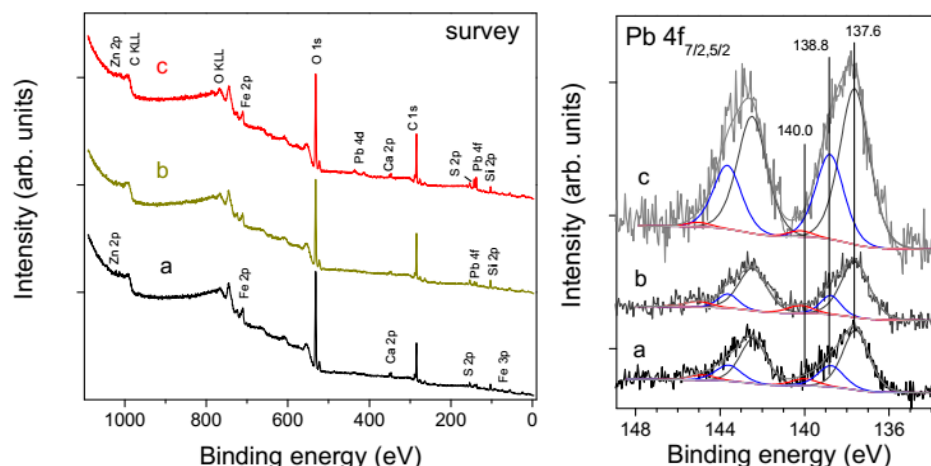 survey
Zn 2p
C KLL
c
O KLL
Fe 2p
O 1s
Pb 4d
Ca 2p
C 1s
S 2p
Pb 4f
Si 2p
b
Pb 4f
Si 2p
Zn 2p
a
Fe 2p
Ca 2p
S 2p
Fe 3p
Intensity (arb. units)
1000 800 600 400 200 0
Binding energy (eV)
Pb 4f7/2,5/2
137.6
138.8
140.0
c
b
a
Intensity (arb. units)
148 144 140 136
Binding energy (eV)